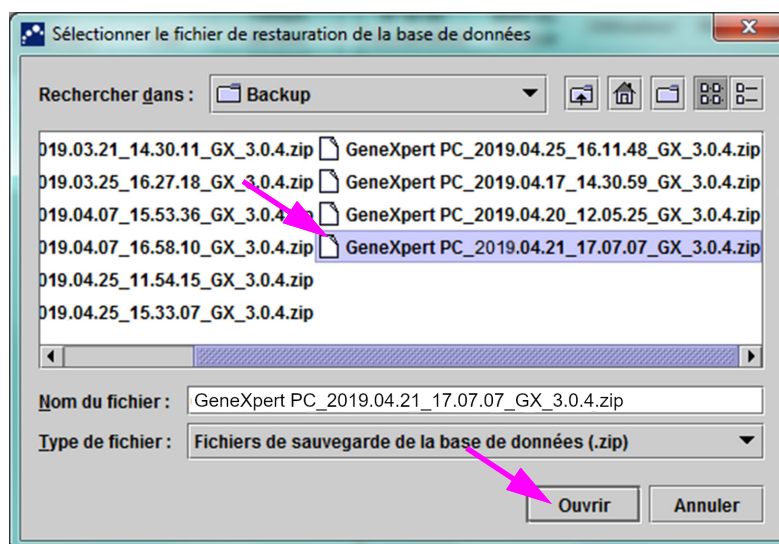 Sélectionner le fichier de restauration de la base de données
Rechercher dans : Backup
019.03.21_14.30.11_GX_3.0.4.zip GeneXpert PC_2019.04.25_16.11.48_GX_3.0.4.zip
019.03.25_16.27.18_GX_3.0.4.zip GeneXpert PC_2019.04.17_14.30.59_GX_3.0.4.zip
019.04.07_15.53.36_GX_3.0.4.zip GeneXpert PC_2019.04.20_12.05.25_GX_3.0.4.zip
019.04.07_16.58.10_GX_3.0.4.zip GeneXpert PC_2019.04.21_17.07.07_GX_3.0.4.zip
019.04.25_11.54.15_GX_3.0.4.zip
019.04.25_15.33.07_GX_3.0.4.zip
Nom du fichier : GeneXpert PC_2019.04.21_17.07.07_GX_3.0.4.zip
Type de fichier : Fichiers de sauvegarde de la base de données (.zip)
Ouvrir Annuler